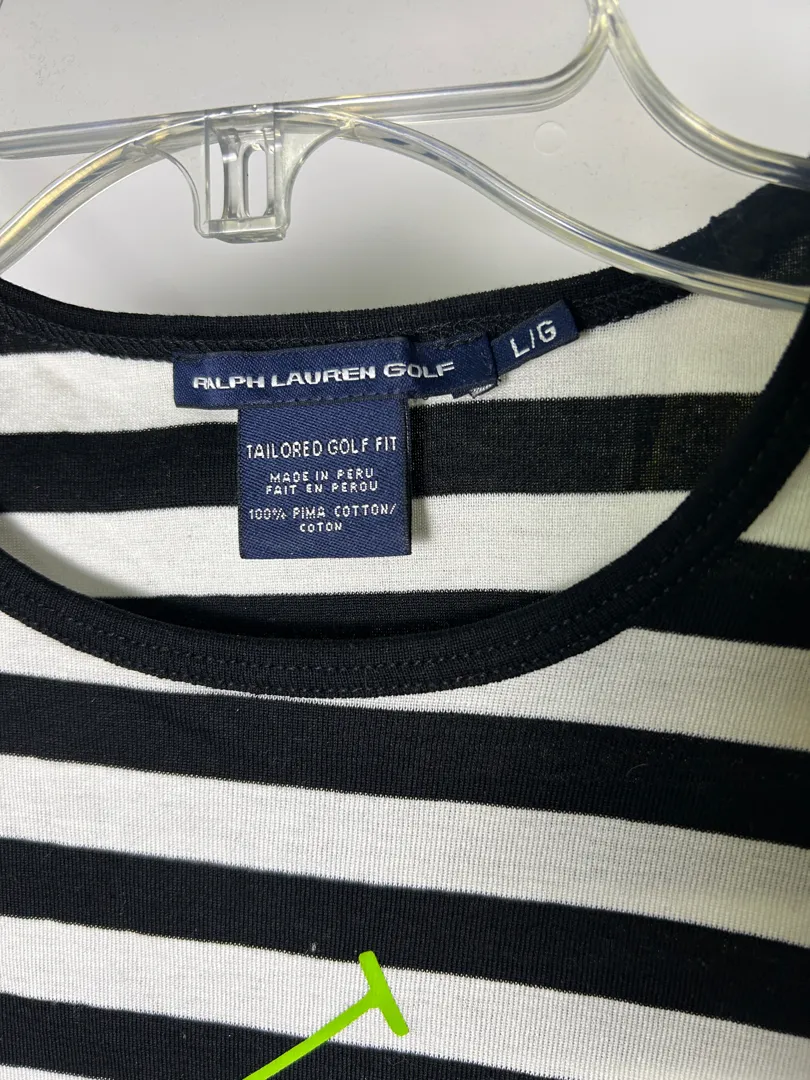 RALPH LAUREN GOLF
L/G
TAILORED GOLF FIT
MADE IN PERU
FAIT EN PEROU
100% PIMA COTTON/
COTON